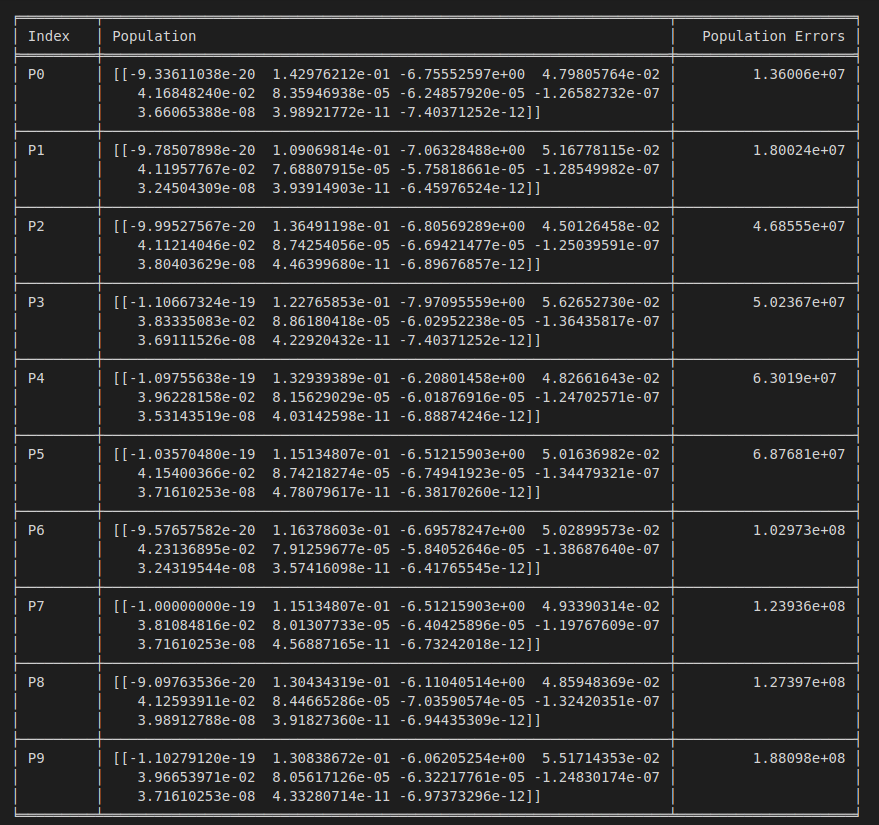 Index Population Population Errors
P0 [[-9.33611038e-20 1.42976212e-01 -6.75552597e+00 4.79805764e-02 1.36006e+07
4.16848240e-02 8.35946938e-05 -6.24857920e-05 -1.26582732e-07
3.66065388e-08 3.98921772e-11 -7.40371252e-12]]
P1 [[-9.78507898e-20 1.09069814e-01 -7.06328488e+00 5.16778115e-02 1.80024e+07
4.11957767e-02 7.68807915e-05 -5.75818661e-05 -1.28549982e-07
3.24504309e-08 3.93914903e-11 -6.45976524e-12]]
P2 [[-9.99527567e-20 1.36491198e-01 -6.80569289e+00 4.50126458e-02 4.68555e+07
4.11214046e-02 8.74254056e-05 -6.69421477e-05 -1.25039591e-07
3.80403629e-08 4.46399680e-11 -6.89676857e-12]]
P3 [[-1.10667324e-19 1.22765853e-01 -7.97095559e+00 5.62652730e-02 5.02367e+07
3.83335083e-02 8.86180418e-05 -6.02952238e-05 -1.36435817e-07
3.69111526e-08 4.22920432e-11 -7.40371252e-12]]
P4 [[-1.09755638e-19 1.32939389e-01 -6.20801458e+00 4.82661643e-02 6.3019e+07
3.96228158e-02 8.15629029e-05 -6.01876916e-05 -1.24702571e-07
3.53143519e-08 4.03142598e-11 -6.88874246e-12]]
P5 [[-1.03570480e-19 1.15134807e-01 -6.51215903e+00 5.01636982e-02 6.87681e+07
4.15400366e-02 8.74218274e-05 -6.74941923e-05 -1.34479321e-07
3.71610253e-08 4.78079617e-11 -6.38170260e-12]]
P6 [[-9.57657582e-20 1.16378603e-01 -6.69578247e+00 5.02899573e-02 1.02973e+08
4.23136895e-02 7.91259677e-05 -5.84052646e-05 -1.38687640e-07
3.24319544e-08 3.57416098e-11 -6.41765545e-12]]
P7 [[-1.00000000e-19 1.15134807e-01 -6.51215903e+00 4.93390314e-02 1.23936e+08
3.81084816e-02 8.01307733e-05 -6.40425896e-05 -1.19767609e-07
3.71610253e-08 4.56887165e-11 -6.73242018e-12]]
P8 [[-9.09763536e-20 1.30434319e-01 -6.11040514e+00 4.85948369e-02 1.27397e+08
4.12593911e-02 8.44665286e-05 -7.03590574e-05 -1.32420351e-07
3.98912788e-08 3.91827360e-11 -6.94435309e-12]]
P9 [[-1.10279120e-19 1.30838672e-01 -6.06205254e+00 5.51714353e-02 1.88098e+08
3.96653971e-02 8.05617126e-05 -6.32217761e-05 -1.24830174e-07
3.71610253e-08 4.33280714e-11 -6.97373296e-12]]